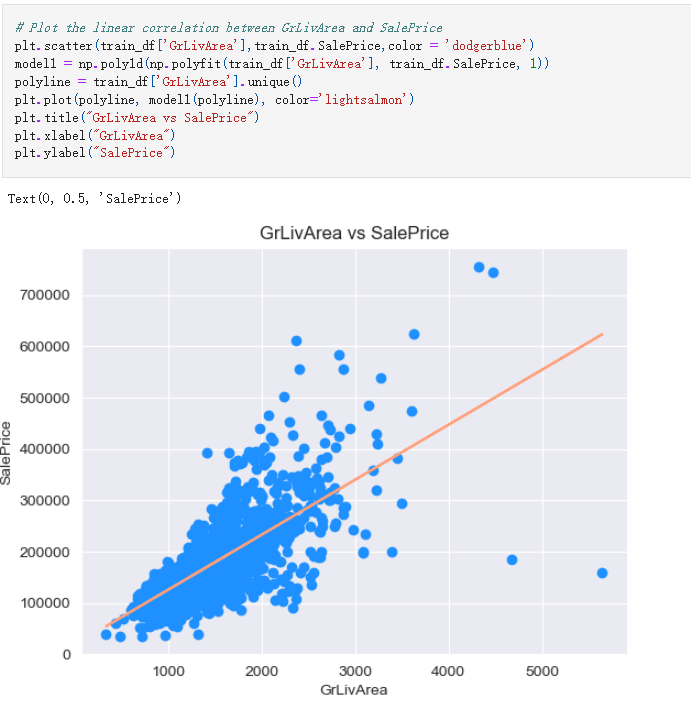 # Plot the linear correlation between GrLivArea and SalePrice
plt.scatter(train_df['GrLivArea'],train_df.SalePrice,color = 'dodgerblue')
model1 = np.poly1d(np.polyfit(train_df['GrLivArea'], train_df.SalePrice, 1))
polyline = train_df['GrLivArea'].unique()
plt.plot(polyline, model1(polyline), color='lightsalmon')
plt.title("GrLivArea vs SalePrice")
plt.xlabel("GrLivArea")
plt.ylabel("SalePrice")
Text(0, 0.5, 'SalePrice')
GrLivArea vs SalePrice
700000
600000
500000
400000
300000
200000
100000
0
SalePrice
1000 2000 3000 4000 5000
GrLivArea